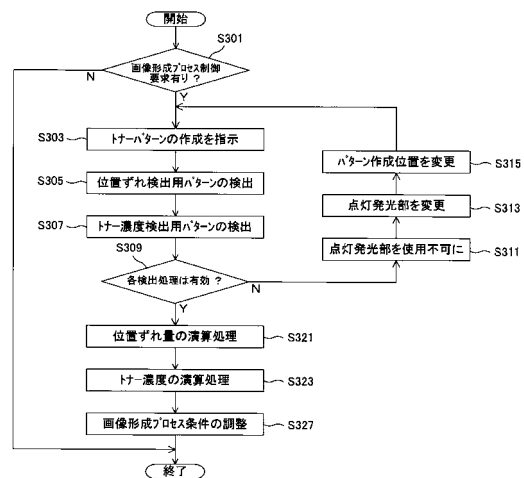 開始
S301
画像形成プロセス制御
要求有り？
N
Y
S303
トナーパターンの作成を指示
パターン作成位置を変更
S315
S305
位置ずれ検出用パターンの検出
点灯発光部を変更
S313
S307
トナー濃度検出用パターンの検出
S309
点灯発光部を使用不可に
S311
各検出処理は有効？
N
Y
位置ずれ量の演算処理
S321
トナー濃度の演算処理
S323
画像形成プロセス条件の調整
S327
終了